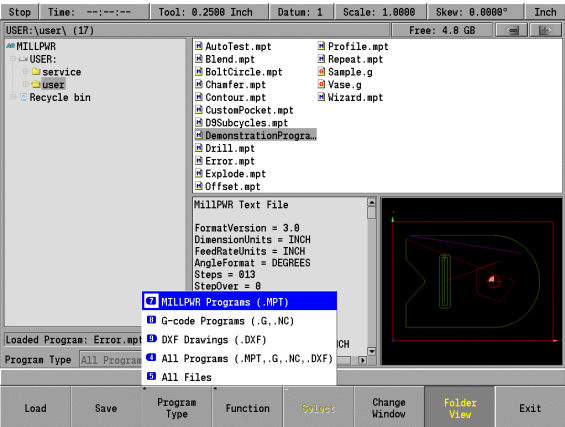 Stop Time: --:--:-- Tool: 0.2500 Inch Datum: 1 Scale: 1.0000 Skew: 0.0000° Inch
USER:\user\ (17) Free: 4.8 GB
MILLPWR
USER:
service
user
Recycle bin
AutoTest.mpt
Blend.mpt
BoltCircle.mpt
Chamfer.mpt
Contour.mpt
CustomPocket.mpt
D9Subcycles.mpt
DemonstrationProgra…
Drill.mpt
Error.mpt
Explode.mpt
Offset.mpt
Profile.mpt
Repeat.mpt
Sample.g
Vase.g
Wizard.mpt
MillPWR Text File
FormatVersion = 3.0
DimensionUnits = INCH
FeedRateUnits = INCH
AngleFormat = DEGREES
Steps = 013
StepOver = 0
NCH
Loaded Program: Error.mpt
Program Type All Program
7 MILLPWR Programs (.MPT)
8 G-code Programs (.G,.NC)
9 DXF Drawings (.DXF)
4 All Programs (.MPT,.G,.NC,.DXF)
5 All Files
Load Save Program Type Function Select Change Window Folder View Exit